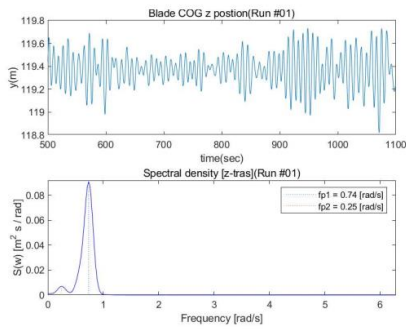 Blade COG z postion(Run #01)
119.8
119.6
119.4
119.2
119
118.8
y(m)
500 600 700 800 900 1000 1100
time(sec)
Spectral density [z-tras](Run #01)
0.08
0.06
0.04
0.02
0
S(w) [m² s / rad]
fp1 = 0.74 [rad/s]
fp2 = 0.25 [rad/s]
0 1 2 3 4 5 6
Frequency [rad/s]